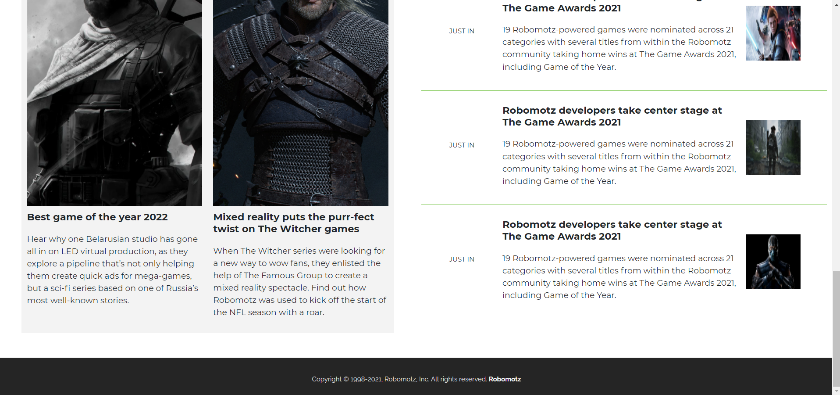 Best game of the year 2022
Hear why one Belarusian studio has gone
all in on LED virtual production, as they
explore a pipeline that's not only helping
them create quick ads for mega-games,
but a sci-fi series based on one of Russia's
most well-known stories.
Mixed reality puts the purr-fect
twist on The Witcher games
When The Witcher series were looking for
a new way to wow fans, they enlisted the
help of The Famous Group to create a
mixed reality spectacle. Find out how
Robomotz was used to kick off the start of
the NFL season with a roar.
The Game Awards 2021
JUST IN
19 Robomotz-powered games were nominated across 21
categories with several titles from within the Robomotz
community taking home wins at The Game Awards 2021,
including Game of the Year.
Robomotz developers take center stage at
The Game Awards 2021
JUST IN
19 Robomotz-powered games were nominated across 21
categories with several titles from within the Robomotz
community taking home wins at The Game Awards 2021,
including Game of the Year.
Robomotz developers take center stage at
The Game Awards 2021
JUST IN
19 Robomotz-powered games were nominated across 21
categories with several titles from within the Robomotz
community taking home wins at The Game Awards 2021,
including Game of the Year.
Copyright © 1998-2021. Robomotz, Inc. All rights reserved. Robomotz